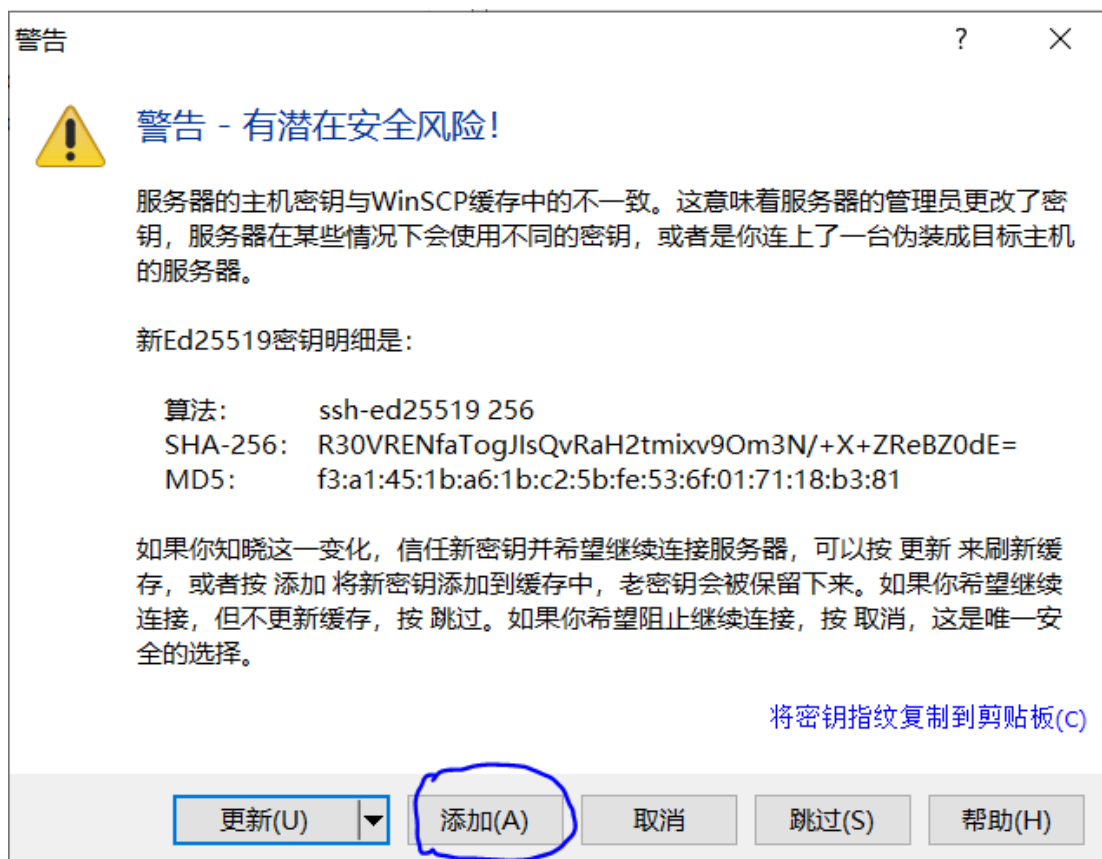 警告
警告 - 有潜在安全风险!
服务器的主机密钥与WinSCP缓存中的不一致。这意味着服务器的管理员更改了密
钥，服务器在某些情况下会使用不同的密钥，或者是你连上了一台伪装成目标主机
的服务器。
新Ed25519密钥明细是:
算法: ssh-ed25519 256
SHA-256: R30VRENfaTogJIsQvRaH2tmixv9Om3N/+X+ZReBZ0dE=
MD5: f3:a1:45:1b:a6:1b:c2:5b:fe:53:6f:01:71:18:b3:81
如果你知晓这一变化，信任新密钥并希望继续连接服务器，可以按 更新 来刷新缓
存，或者按 添加 将新密钥添加到缓存中，老密钥会被保留下来。如果你希望继续
连接，但不更新缓存，按 跳过。如果你希望阻止继续连接，按 取消，这是唯一安
全的选择。
将密钥指纹复制到剪贴板(C)
更新(U) 添加(A) 取消 跳过(S) 帮助(H)